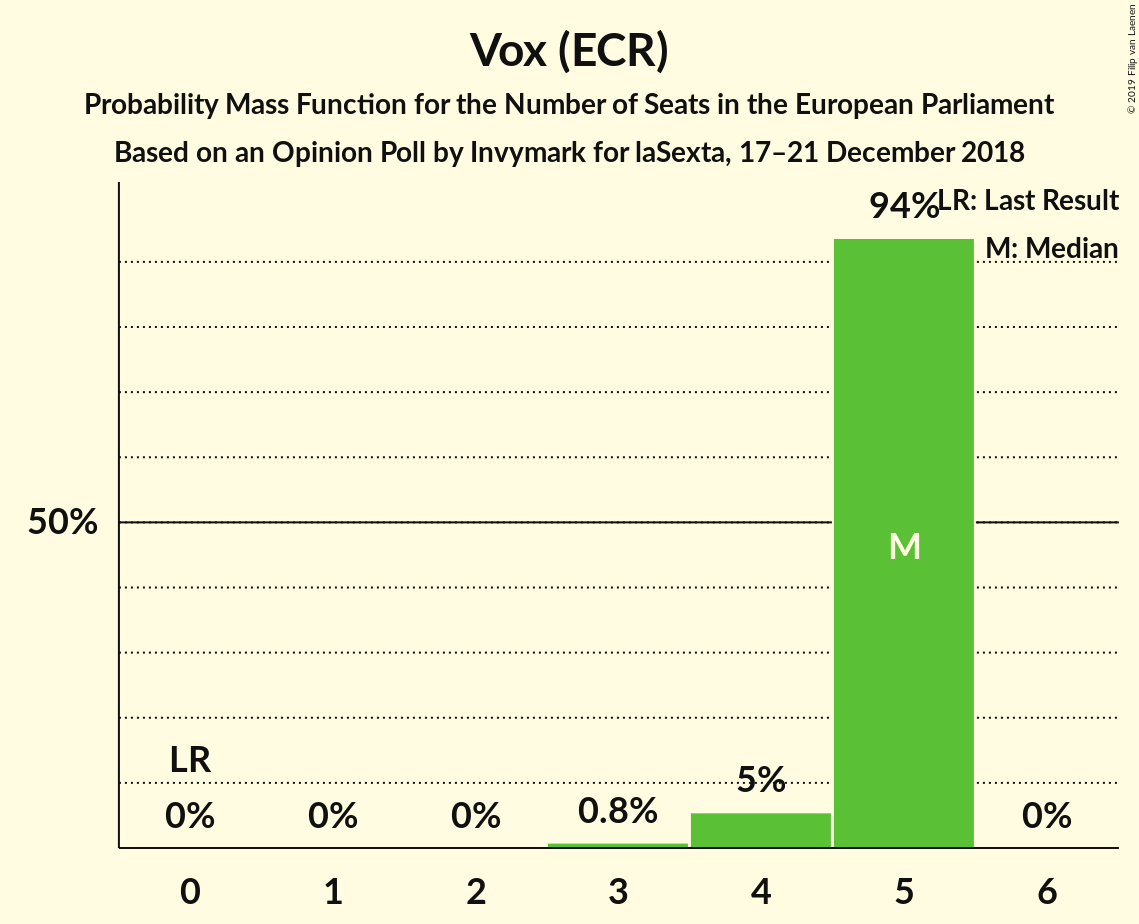 Vox (ECR)
Probability Mass Function for the Number of Seats in the European Parliament
Based on an Opinion Poll by Invymark for laSexta, 17–21 December 2018
© 2019 Filip van Laenen
94%
LR: Last Result
M: Median
50%
M
LR
0%
0%
0%
0.8%
5%
0%
0
1
2
3
4
5
6